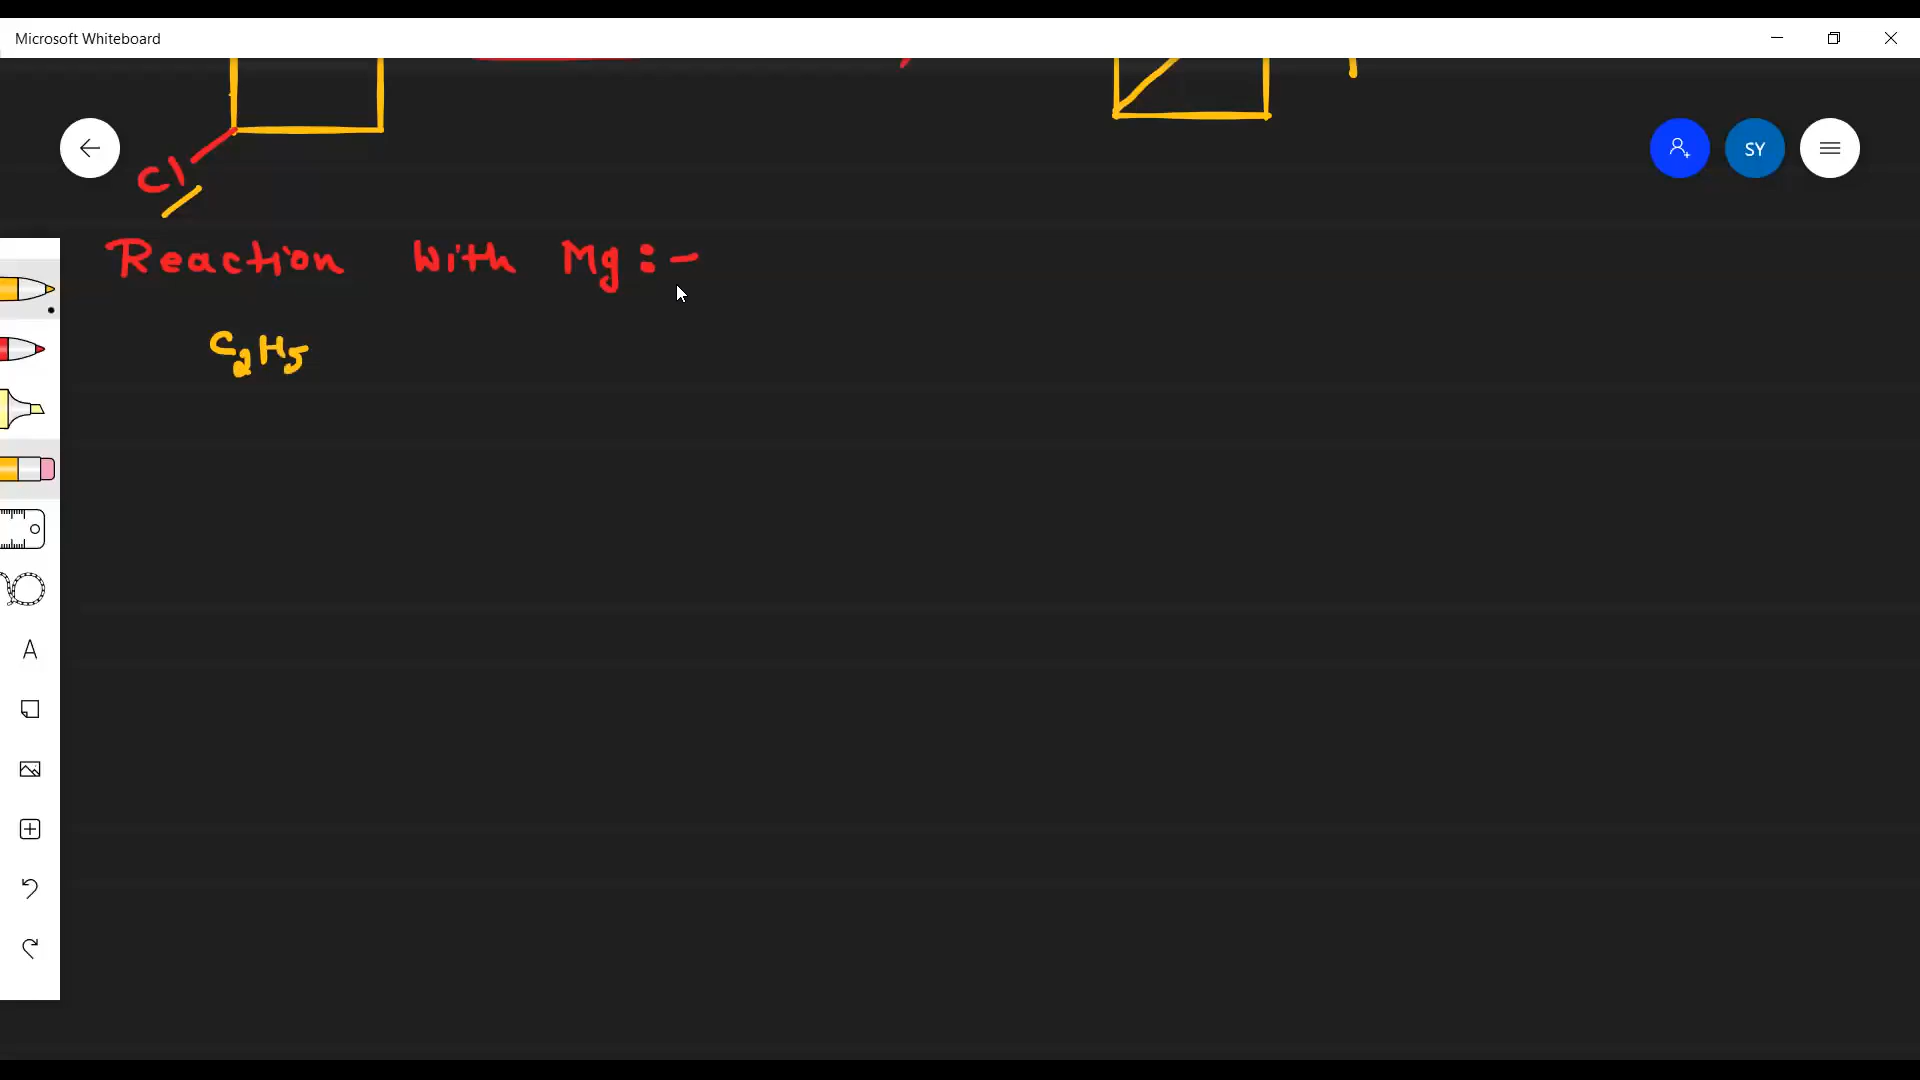 Microsoft Whiteboard
SY
Cl
Reaction With Mg:-
C2H5
A